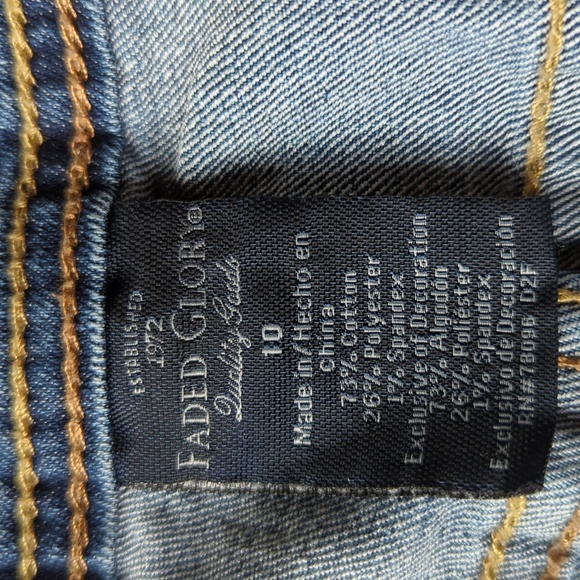 ESTABLISHED
1972
FADED GLORY®
Quality Goods
10
Made in/Hecho en
china
73% Cotton
26% Polyester
1% Spandex
Exclusive of Decoration
73% Algodón
26% Poliéster
1% Spandex
Exclusivo de Decoración
RN#78096 D2F